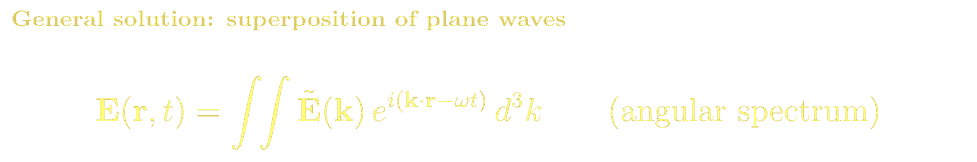 General solution: superposition of plane waves
𝐄(𝐫, t) = ∬ 𝐄̃(𝐤) e^{i(𝐤·𝐫−ωt)} d³k (angular spectrum)